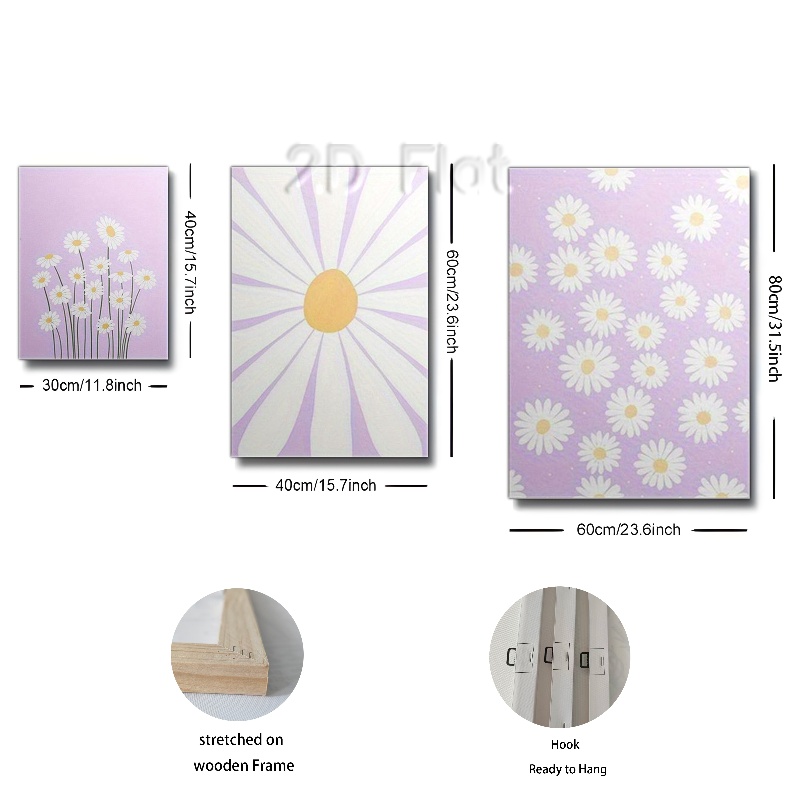 2D Flat
40cm/15.7inch
30cm/11.8inch
60cm/23.6inch
40cm/15.7inch
80cm/31.5inch
60cm/23.6inch
stretched on
wooden Frame
Hook
Ready to Hang